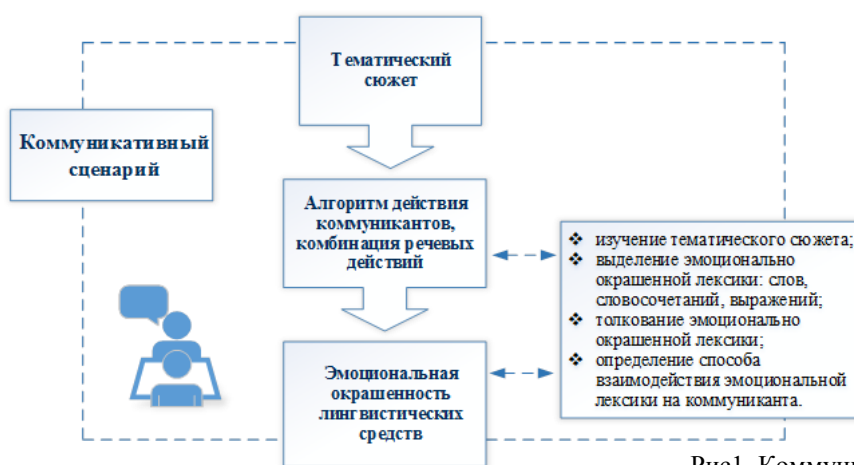 Тематический
сюжет
Коммуникативный
сценарий
Алгоритм действия
коммуникантов,
комбинация речевых
действий
❖ изучение тематического сюжета;
❖ выделение эмоционально
окрашенной лексики: слов,
словосочетаний, выражений;
❖ толкование эмоционально
окрашенной лексики;
❖ определение способа
взаимодействия эмоциональной
лексики на коммуниканта.
Эмоциональная
окрашенность
лингвистических
средств